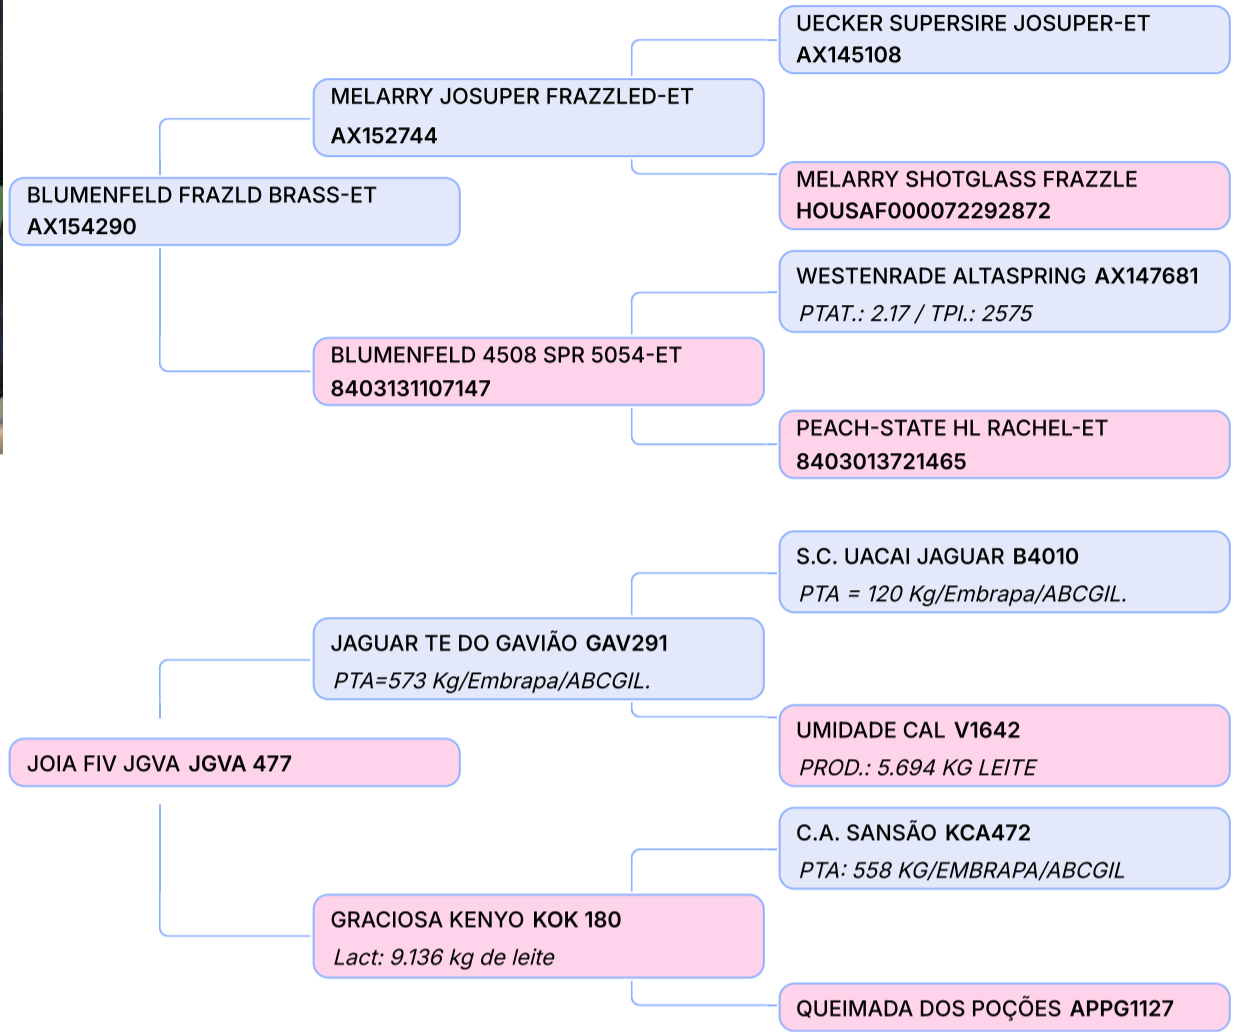 UECKER SUPERSIRE JOSUPER-ET
AX145108
MELARRY JOSUPER FRAZZLED-ET
AX152744
MELARRY SHOTGLASS FRAZZLE
HOUSAF000072292872
BLUMENFELD FRAZLD BRASS-ET
AX154290
WESTENRADE ALTASPRING AX147681
PTAT.: 2.17 / TPI.: 2575
BLUMENFELD 4508 SPR 5054-ET
8403131107147
PEACH-STATE HL RACHEL-ET
8403013721465
S.C. UACAI JAGUAR B4010
PTA = 120 Kg/Embrapa/ABCGIL.
JAGUAR TE DO GAVIÃO GAV291
PTA=573 Kg/Embrapa/ABCGIL.
UMIDADE CAL V1642
PROD.: 5.694 KG LEITE
JOIA FIV JGVA JGVA 477
C.A. SANSÃO KCA472
PTA: 558 KG/EMBRAPA/ABCGIL
GRACIOSA KENYO KOK 180
Lact: 9.136 kg de leite
QUEIMADA DOS POÇÕES APPG1127